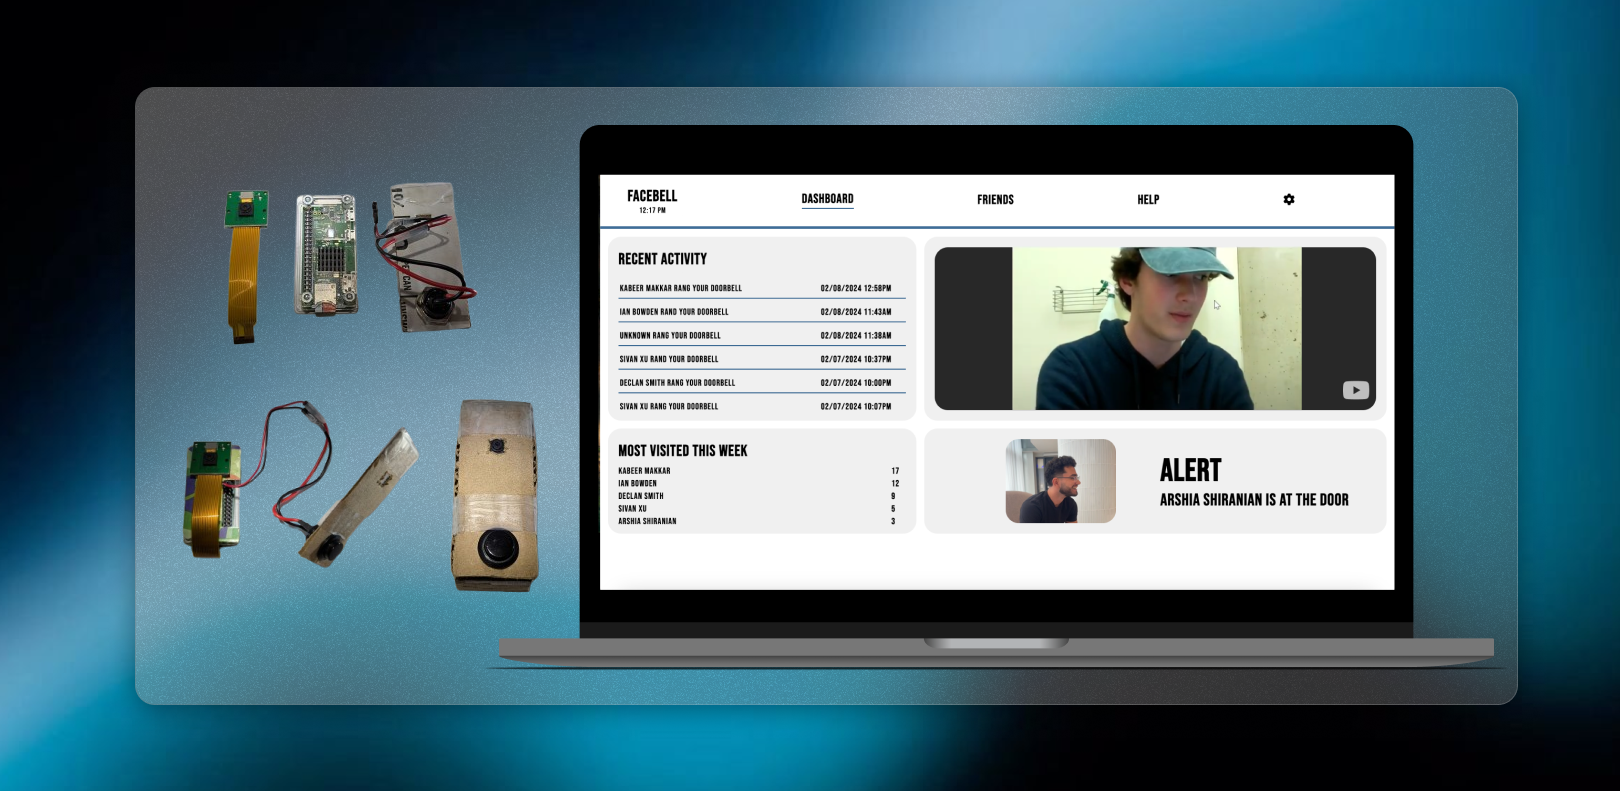 FACEBELL
12:17 PM
DASHBOARD
FRIENDS
HELP
RECENT ACTIVITY
KABEER MAKKAR RANG YOUR DOORBELL 02/08/2024 12:58PM
IAN BOWDEN RAND YOUR DOORBELL 02/08/2024 11:43AM
UNKNOWN RANG YOUR DOORBELL 02/08/2024 11:38AM
SIVAN XU RAND YOUR DOORBELL 02/07/2024 10:37PM
DECLAN SMITH RANG YOUR DOORBELL 02/07/2024 10:00PM
SIVAN XU RANG YOUR DOORBELL 02/07/2024 10:07PM
MOST VISITED THIS WEEK
KABEER MAKKAR 17
IAN BOWDEN 12
DECLAN SMITH 9
SIVAN XU 5
ARSHIA SHIRANIAN 3
ALERT
ARSHIA SHIRANIAN IS AT THE DOOR